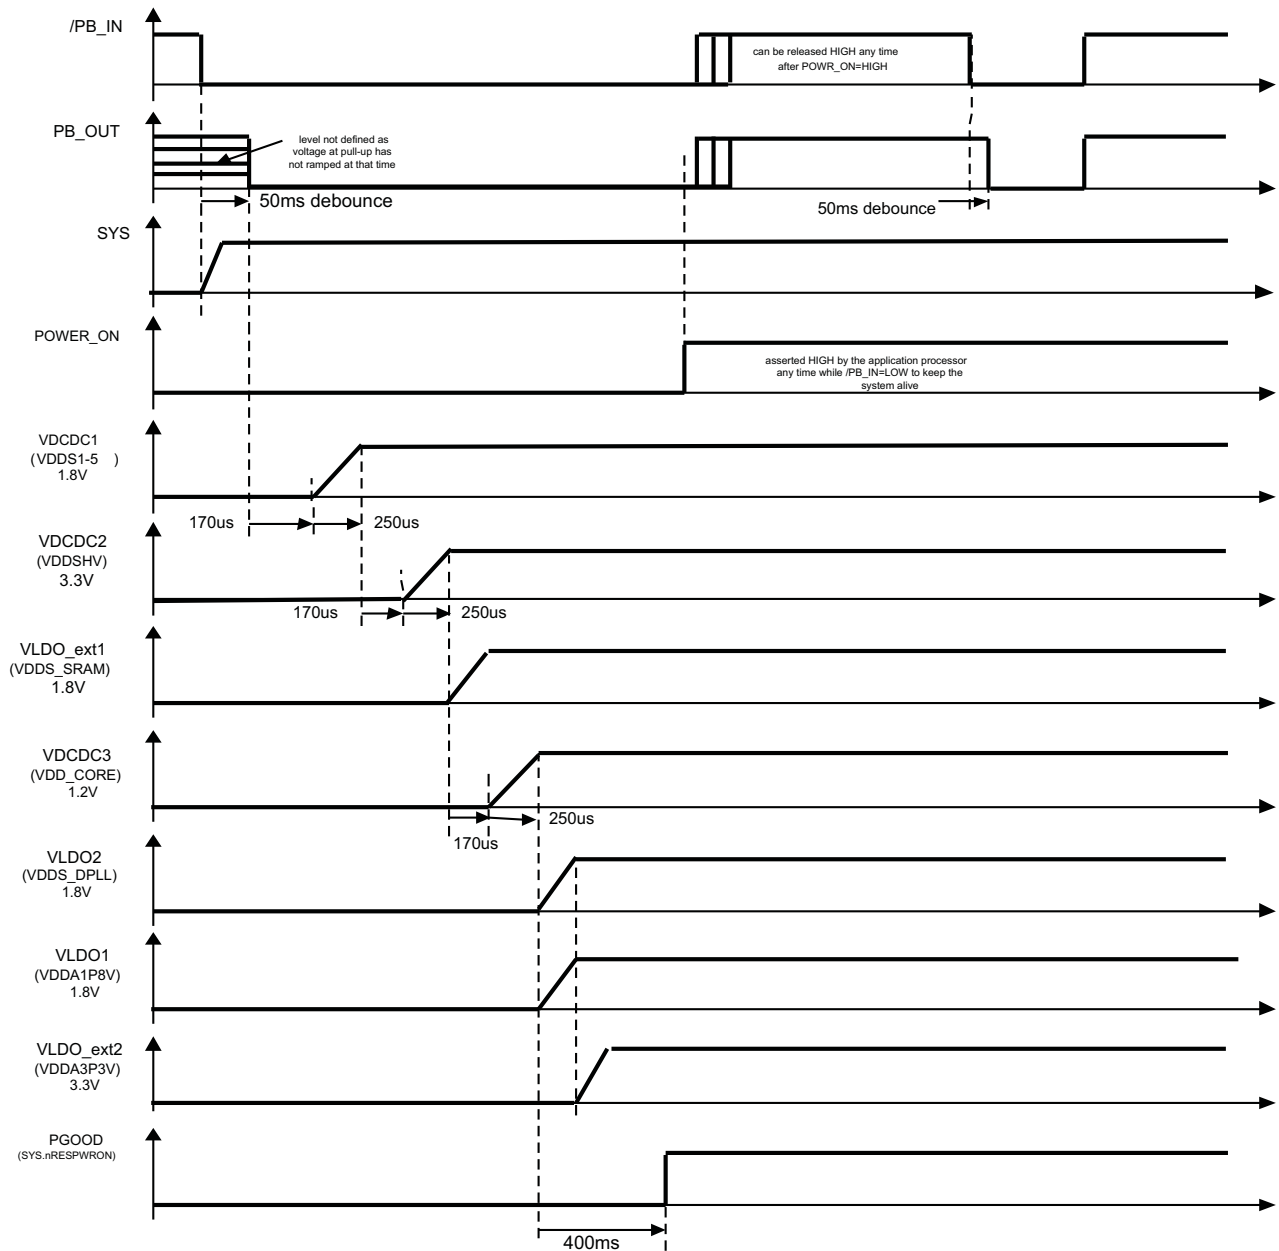 /PB_IN
can be released HIGH any time
after POWR_ON=HIGH
PB_OUT
level not defined as
voltage at pull-up has
not ramped at that time
50ms debounce
50ms debounce
SYS
POWER_ON
asserted HIGH by the application processor
any time while /PB_IN=LOW to keep the
system alive
VDCDC1
(VDDS1-5 )
1.8V
170us
250us
VDCDC2
(VDDSHV)
3.3V
170us
250us
VLDO_ext1
(VDDS_SRAM)
1.8V
VDCDC3
(VDD_CORE)
1.2V
250us
170us
VLDO2
(VDDS_DPLL)
1.8V
VLDO1
(VDDA1P8V)
1.8V
VLDO_ext2
(VDDA3P3V)
3.3V
PGOOD
(SYS.nRESPWRON)
400ms